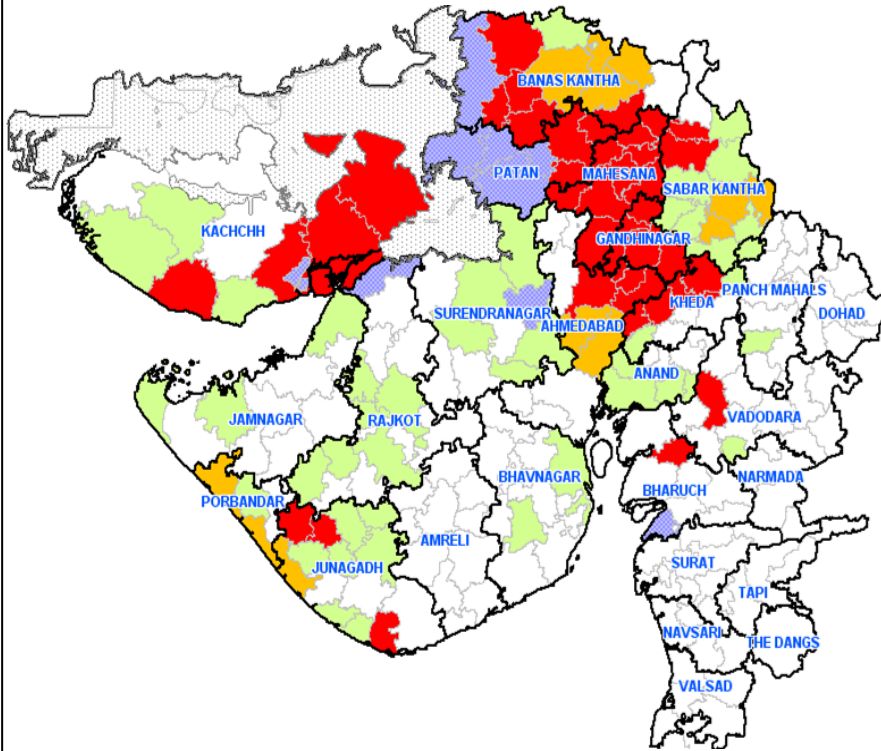 BANAS KANTHA
PATAN
MAHESANA
SABAR KANTHA
KACHCHH
GANDHINAGAR
PANCH MAHALS
KHEDA
DOHAD
SURENDRANAGAR
AHMEDABAD
ANAND
JAMNAGAR
RAJKOT
VADODARA
BHAVNAGAR
NARMADA
BHARUCH
PORBANDAR
AMRELI
JUNAGADH
SURAT
TAPI
NAVSARI
THE DANGS
VALSAD